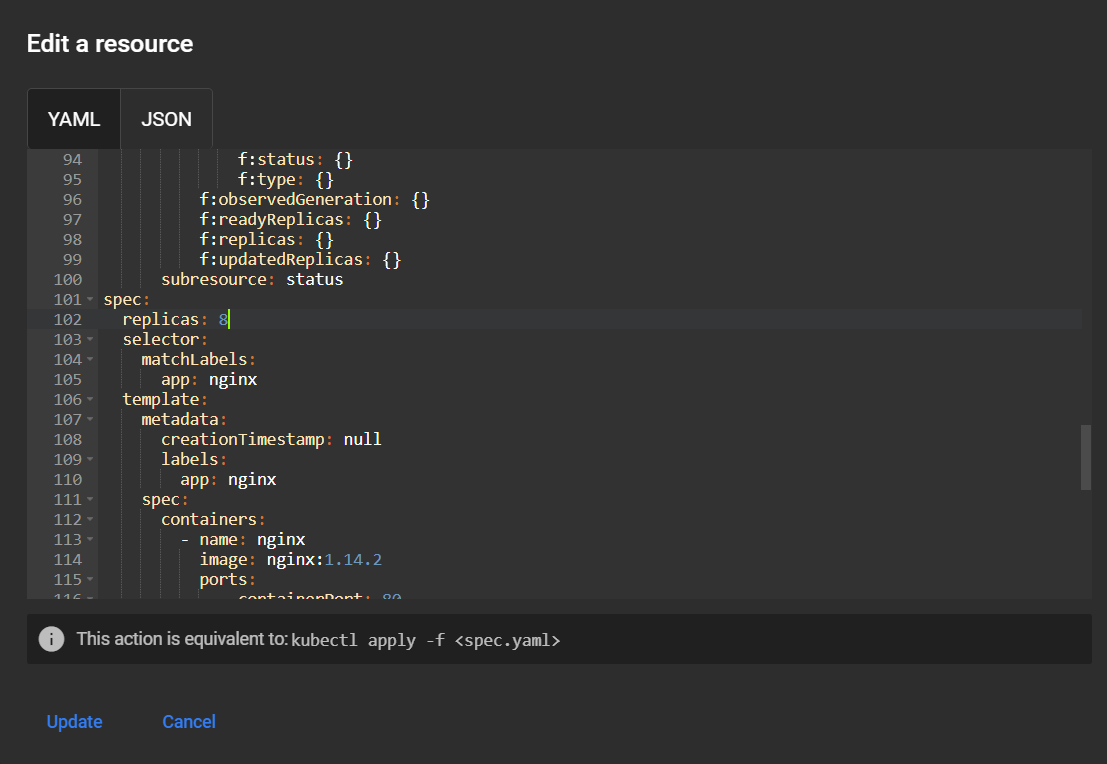 Edit a resource
YAML JSON
94 f:status: {}
95 f:type: {}
96 f:observedGeneration: {}
97 f:readyReplicas: {}
98 f:replicas: {}
99 f:updatedReplicas: {}
100 subresource: status
101 spec:
102 replicas: 8
103 selector:
104 matchLabels:
105 app: nginx
106 template:
107 metadata:
108 creationTimestamp: null
109 labels:
110 app: nginx
111 spec:
112 containers:
113 - name: nginx
114 image: nginx:1.14.2
115 ports:
116 containerPort: 80
This action is equivalent to: kubectl apply -f <spec.yaml>
Update Cancel